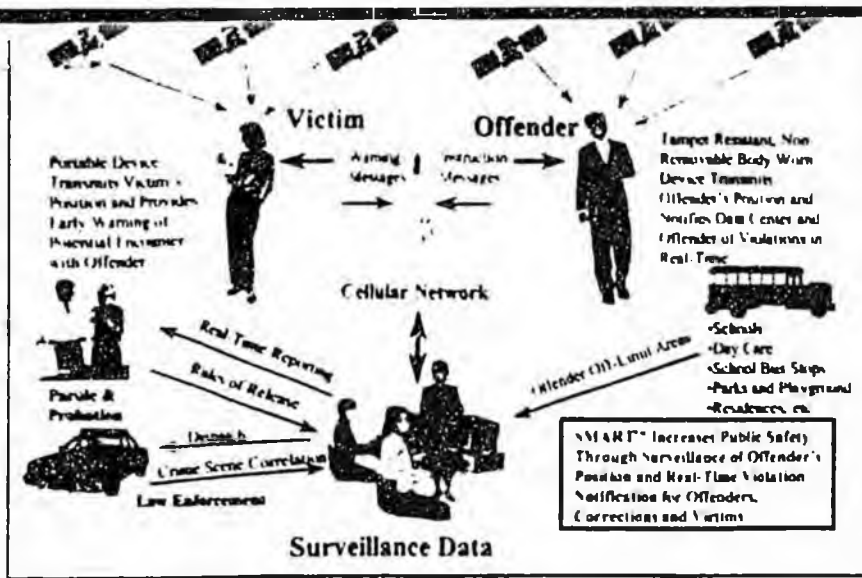 Victim
Offender
Portable Device
Transmits Victim's
Position and Provides
Early Warning of
Potential Encounter
with Offender
Warning
Messages
Instruction
Messages
Tamper Resistant, Non
Removable Body Worn
Device Transmits
Offender's Position and
Notifies Data Center and
Offender of Violations in
Real-Time
Cellular Network
Real-Time Reporting
Rules of Release
Parole &
Probation
Offender Off-Limit Areas
•Schools
•Day Care
•School Bus Stops
•Parks and Playground
•Residences, etc
Dispatch
Crime Scene Correlation
Law Enforcement
SMART™ Increases Public Safety
Through Surveillance of Offender's
Position and Real-Time Violation
Notification for Offenders,
Corrections and Victims
Surveillance Data